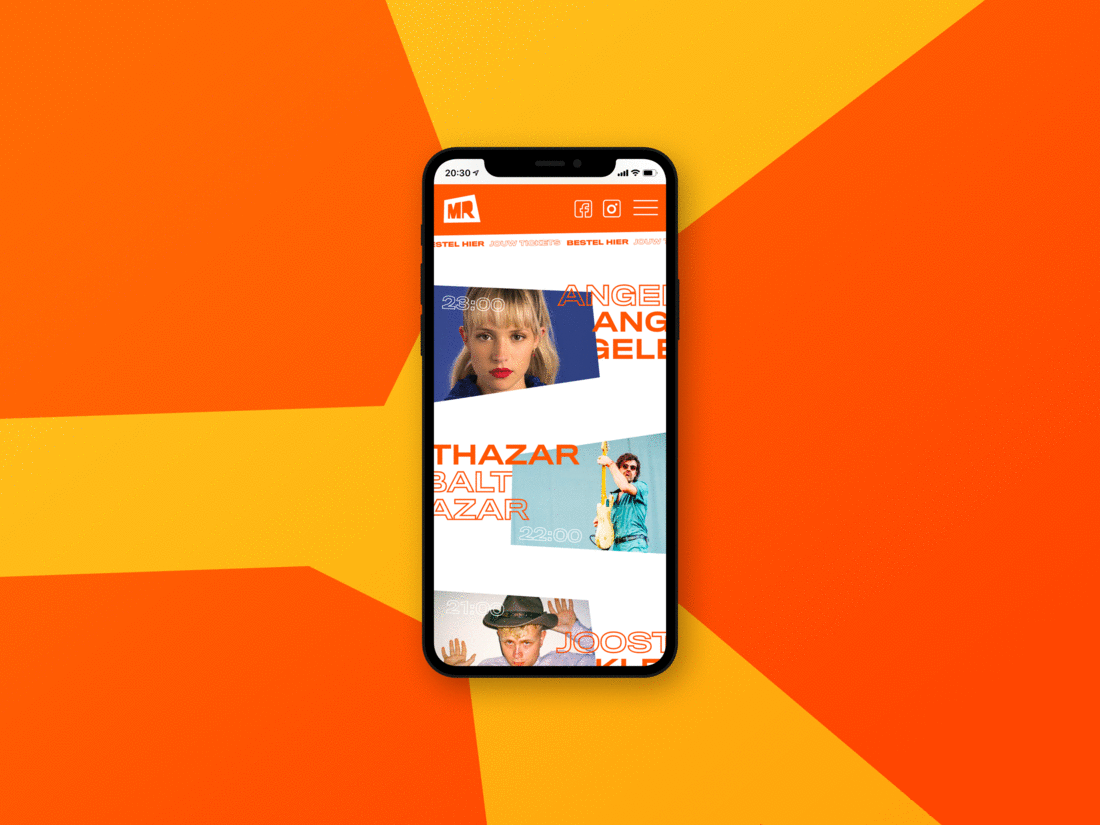 20:30
MR
ESTEL HIER JOUW TICKETS BESTEL HIER JOUW T
23:00
ANGEL
ANG
GELE
THAZAR
BALT
AZAR
22:00
21:00
JOOST
KLE